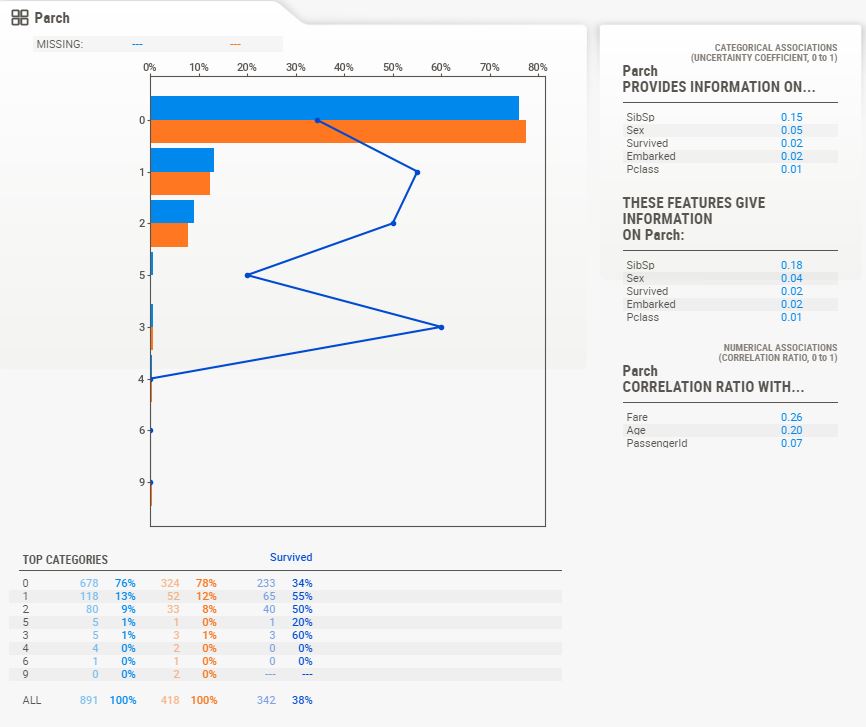 Parch
MISSING: --- ---
0% 10% 20% 30% 40% 50% 60% 70% 80%
0
1
2
5
3
4
6
9
TOP CATEGORIES Survived
0 678 76% 324 78% 233 34%
1 118 13% 52 12% 65 55%
2 80 9% 33 8% 40 50%
5 5 1% 1 0% 1 20%
3 5 1% 3 1% 3 60%
4 4 0% 2 0% 0 0%
6 1 0% 1 0% 0 0%
9 0 0% 2 0% --- ---
ALL 891 100% 418 100% 342 38%
CATEGORICAL ASSOCIATIONS
(UNCERTAINTY COEFFICIENT, 0 to 1)
Parch
PROVIDES INFORMATION ON...
SibSp 0.15
Sex 0.05
Survived 0.02
Embarked 0.02
Pclass 0.01
THESE FEATURES GIVE
INFORMATION
ON Parch:
SibSp 0.18
Sex 0.04
Survived 0.02
Embarked 0.02
Pclass 0.01
NUMERICAL ASSOCIATIONS
(CORRELATION RATIO, 0 to 1)
Parch
CORRELATION RATIO WITH...
Fare 0.26
Age 0.20
PassengerId 0.07